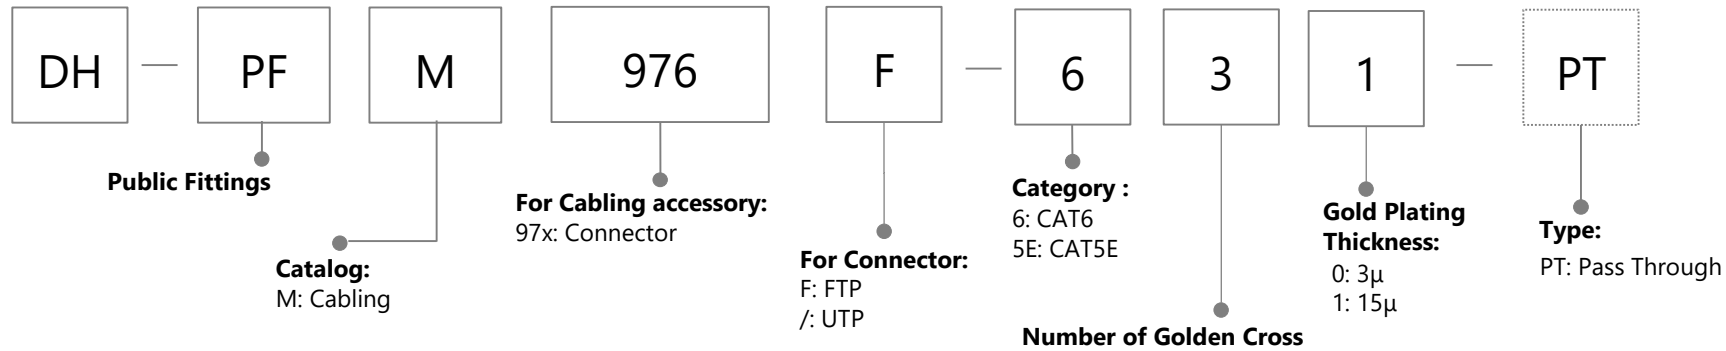 DH — PF M 976 F — 6 3 1 — PT
Public Fittings
Catalog:
M: Cabling
For Cabling accessory:
97x: Connector
For Connector:
F: FTP
/: UTP
Category :
6: CAT6
5E: CAT5E
Number of Golden Cross
Gold Plating
Thickness:
0: 3μ
1: 15μ
Type:
PT: Pass Through